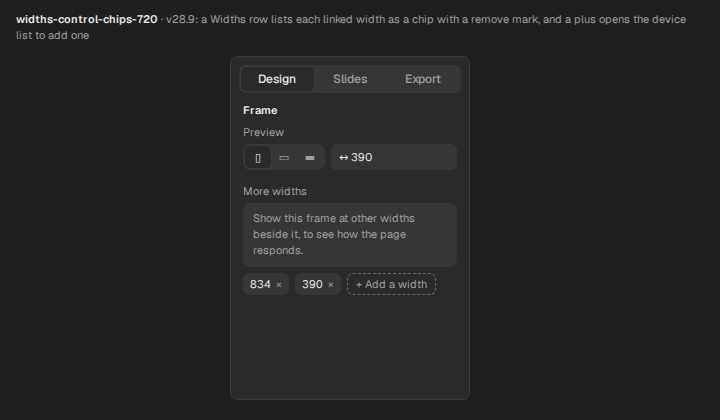 widths-control-chips-720 · v28.9: a Widths row lists each linked width as a chip with a remove mark, and a plus opens the device
list to add one
Design Slides Export
Frame
Preview
↔ 390
More widths
Show this frame at other widths
beside it, to see how the page
responds.
834 × 390 × + Add a width